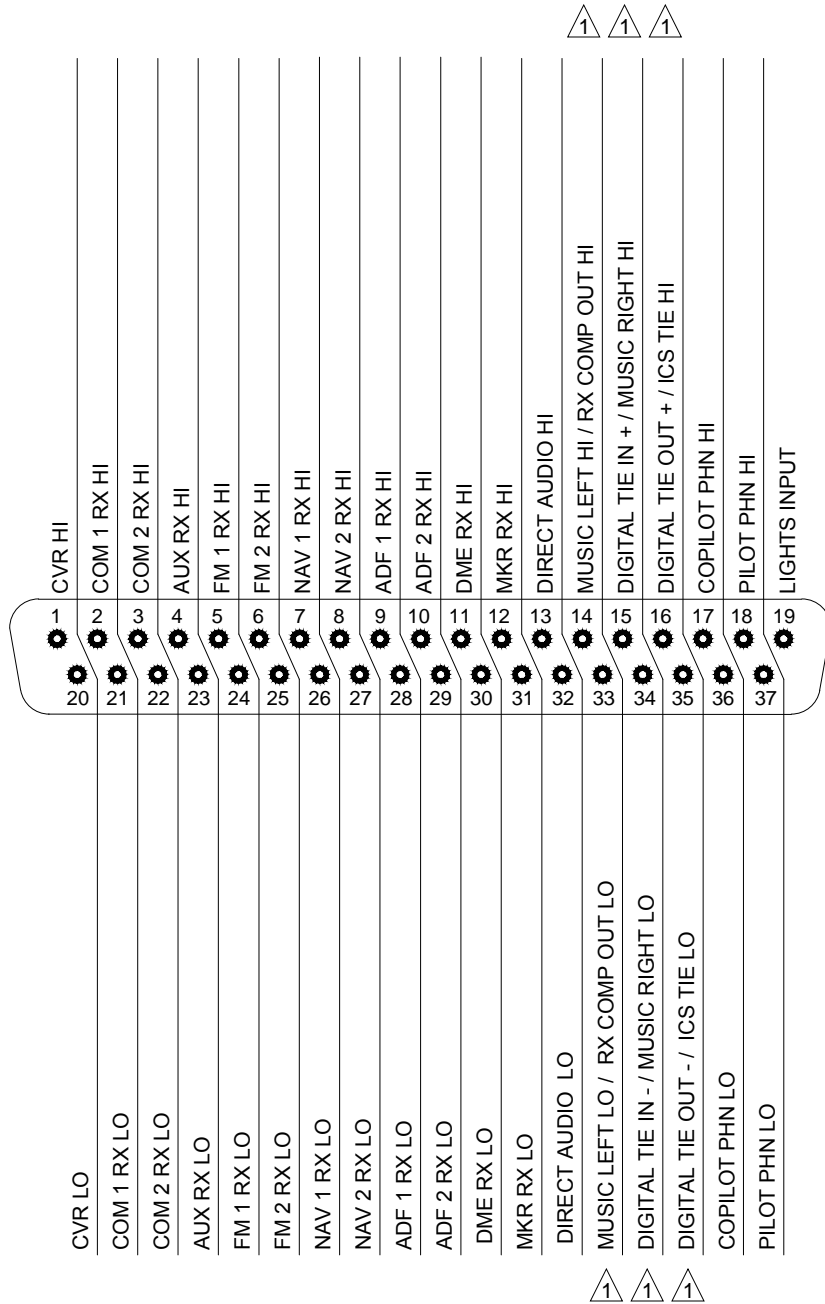 1 1 1
CVR HI
COM 1 RX HI
COM 2 RX HI
AUX RX HI
FM 1 RX HI
FM 2 RX HI
NAV 1 RX HI
NAV 2 RX HI
ADF 1 RX HI
ADF 2 RX HI
DME RX HI
MKR RX HI
DIRECT AUDIO HI
MUSIC LEFT HI / RX COMP OUT HI
DIGITAL TIE IN + / MUSIC RIGHT HI
DIGITAL TIE OUT + / ICS TIE HI
COPILOT PHN HI
PILOT PHN HI
LIGHTS INPUT
1 2 3 4 5 6 7 8 9 10 11 12 13 14 15 16 17 18 19
20 21 22 23 24 25 26 27 28 29 30 31 32 33 34 35 36 37
CVR LO
COM 1 RX LO
COM 2 RX LO
AUX RX LO
FM 1 RX LO
FM 2 RX LO
NAV 1 RX LO
NAV 2 RX LO
ADF 1 RX LO
ADF 2 RX LO
DME RX LO
MKR RX LO
DIRECT AUDIO LO
MUSIC LEFT LO / RX COMP OUT LO
DIGITAL TIE IN - / MUSIC RIGHT LO
DIGITAL TIE OUT - / ICS TIE LO
COPILOT PHN LO
PILOT PHN LO
1 1 1